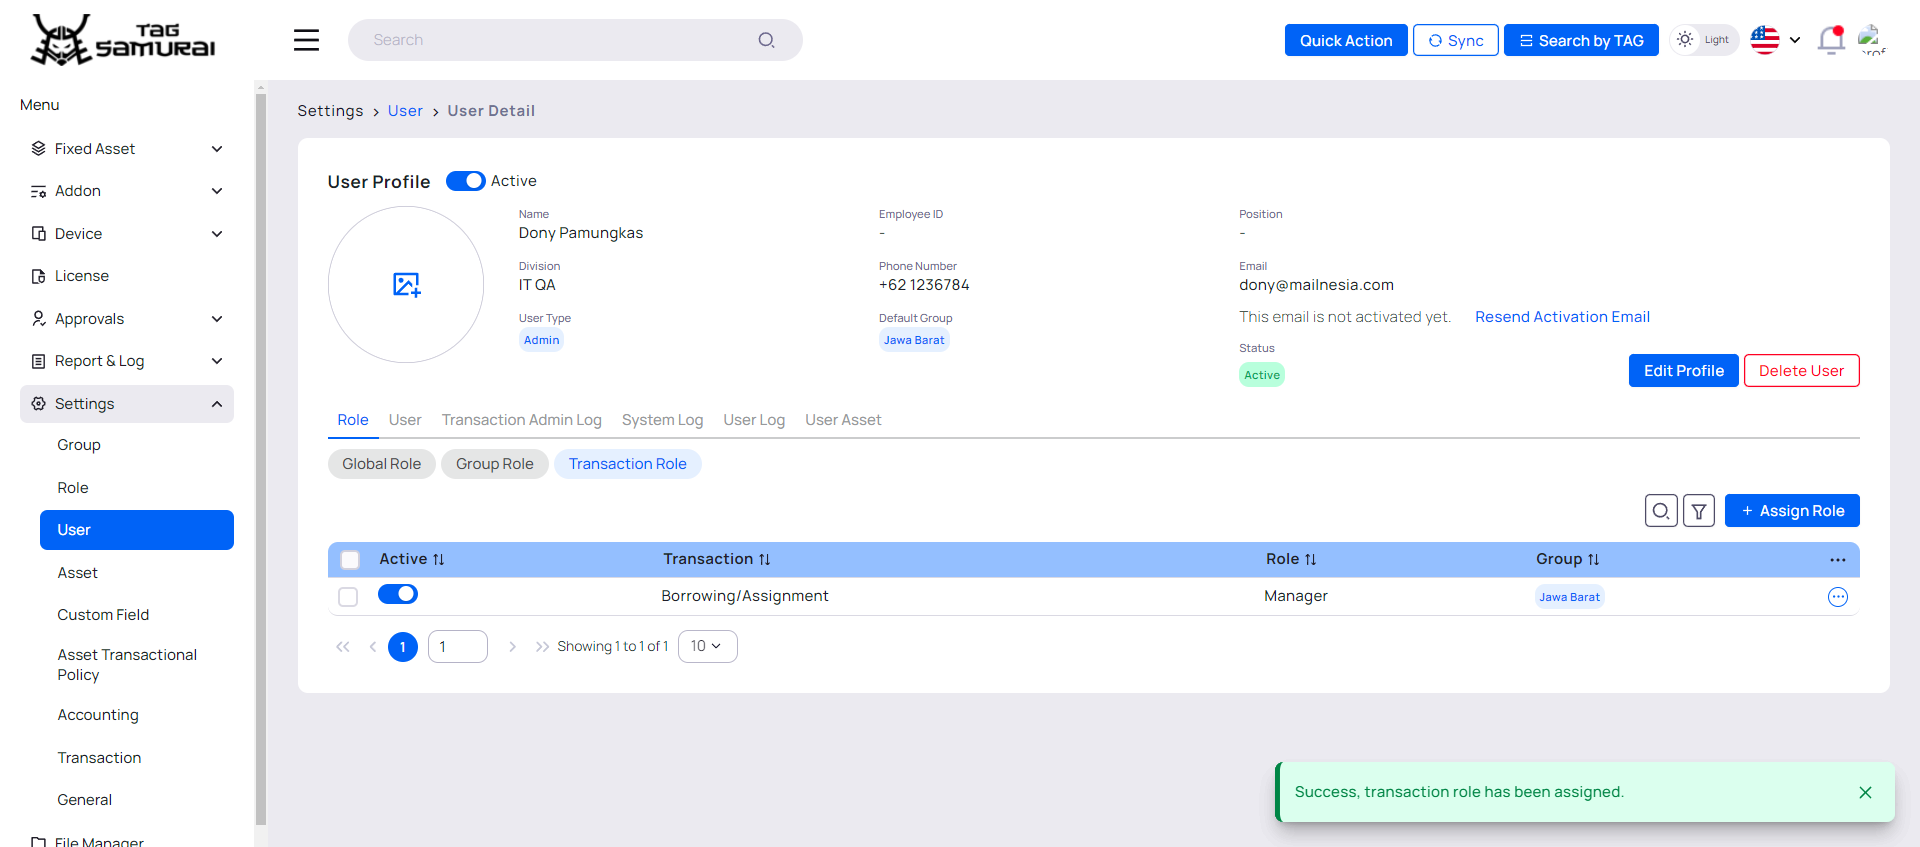 TAG
SAMURAI
Search
Quick Action
Sync
Search by TAG
Light
prof
Menu
Fixed Asset
Addon
Device
License
Approvals
Report & Log
Settings
Group
Role
User
Asset
Custom Field
Asset Transactional
Policy
Accounting
Transaction
General
File Manager
Settings > User > User Detail
User Profile
Active
Name
Dony Pamungkas
Employee ID
-
Position
-
Division
IT QA
Phone Number
+62 1236784
Email
dony@mailnesia.com
This email is not activated yet.
Resend Activation Email
User Type
Admin
Default Group
Jawa Barat
Status
Active
Edit Profile
Delete User
Role
User
Transaction Admin Log
System Log
User Log
User Asset
Global Role
Group Role
Transaction Role
+ Assign Role
Active
Transaction
Role
Group
Borrowing/Assignment
Manager
Jawa Barat
1
1
Showing 1 to 1 of 1
10
Success, transaction role has been assigned.